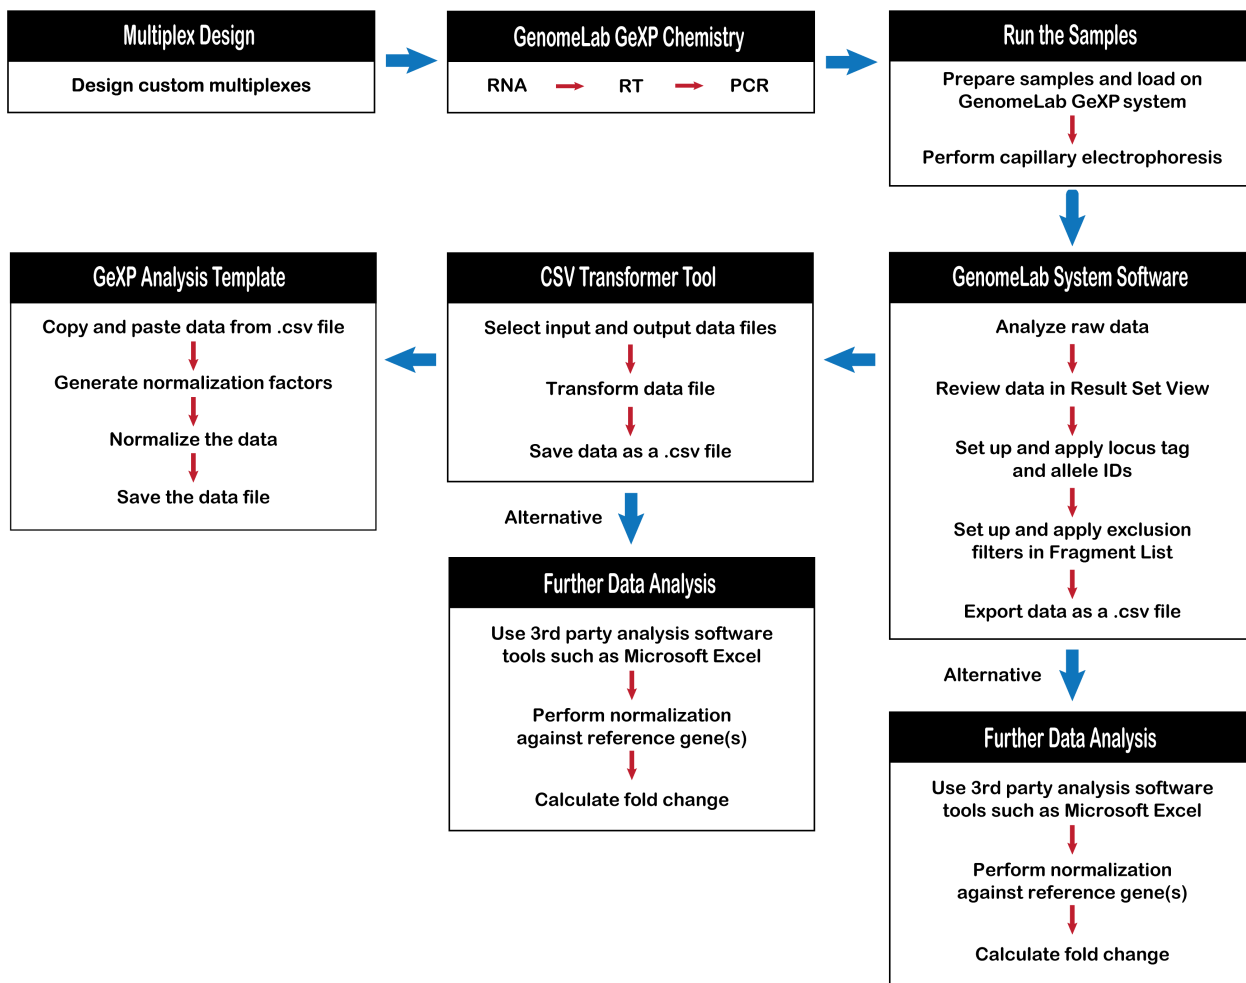 Multiplex Design
Design custom multiplexes
GenomeLab GeXP Chemistry
RNA
RT
PCR
Run the Samples
Prepare samples and load on
GenomeLab GeXP system
Perform capillary electrophoresis
GenomeLab System Software
Analyze raw data
Review data in Result Set View
Set up and apply locus tag
and allele IDs
Set up and apply exclusion
filters in Fragment List
Export data as a .csv file
CSV Transformer Tool
Select input and output data files
Transform data file
Save data as a .csv file
GeXP Analysis Template
Copy and paste data from .csv file
Generate normalization factors
Normalize the data
Save the data file
Alternative
Further Data Analysis
Use 3rd party analysis software
tools such as Microsoft Excel
Perform normalization
against reference gene(s)
Calculate fold change
Alternative
Further Data Analysis
Use 3rd party analysis software
tools such as Microsoft Excel
Perform normalization
against reference gene(s)
Calculate fold change